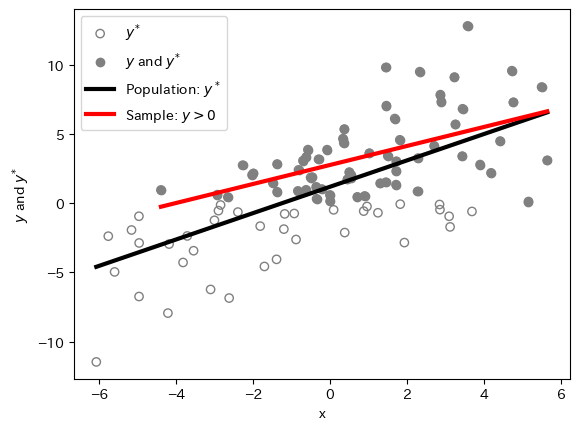 y*
y and y*
Population: y*
Sample: y > 0
y and y*
10
5
0
−5
−10
−6 −4 −2 0 2 4 6
x